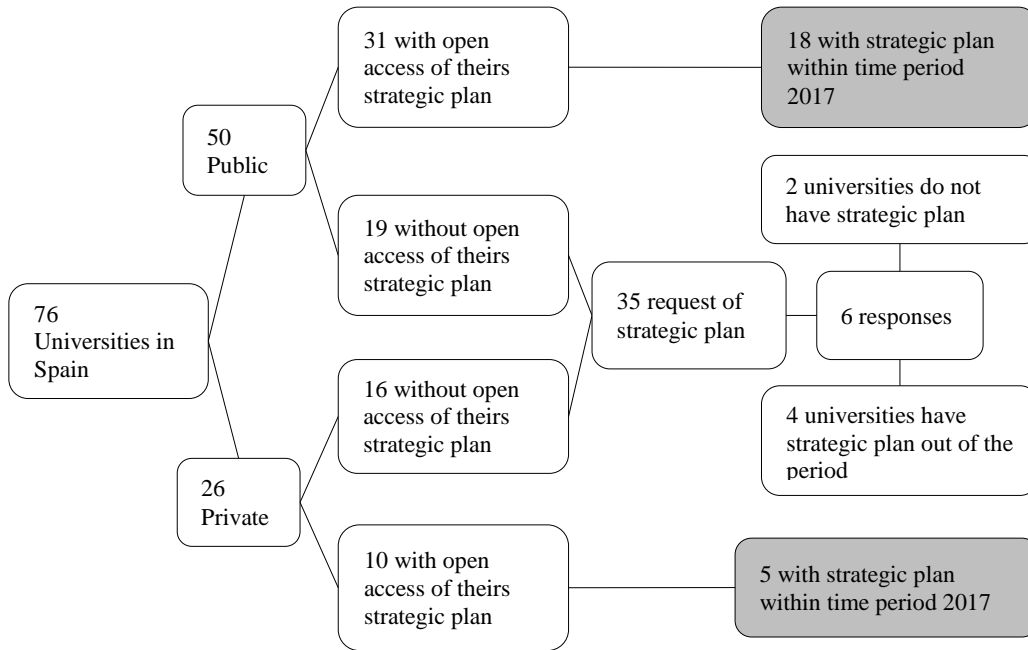 31 with open
access of theirs
strategic plan
18 with strategic plan
within time period
2017
50
Public
2 universities do not
have strategic plan
19 without open
access of theirs
strategic plan
35 request of
strategic plan
6 responses
76
Universities in
Spain
16 without open
access of theirs
strategic plan
4 universities have
strategic plan out of the
period
26
Private
10 with open
access of theirs
strategic plan
5 with strategic plan
within time period 2017